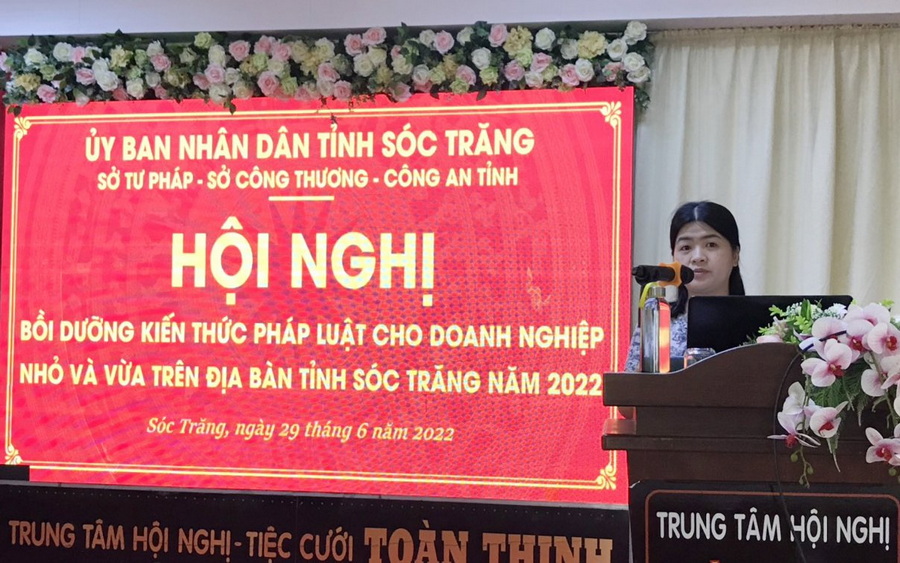 ỦY BAN NHÂN DÂN TỈNH SÓC TRĂNG
SỞ TƯ PHÁP - SỞ CÔNG THƯƠNG - CÔNG AN TỈNH
HỘI NGHỊ
BỒI DƯỠNG KIẾN THỨC PHÁP LUẬT CHO DOANH NGHIỆP
NHỎ VÀ VỪA TRÊN ĐỊA BÀN TỈNH SÓC TRĂNG NĂM 2022
Sóc Trăng, ngày 29 tháng 6 năm 2022
TRUNG TÂM HỘI NGHỊ - TIỆC CƯỚI TOÀN THỊNH
TRUNG TÂM HỘI NGHỊ